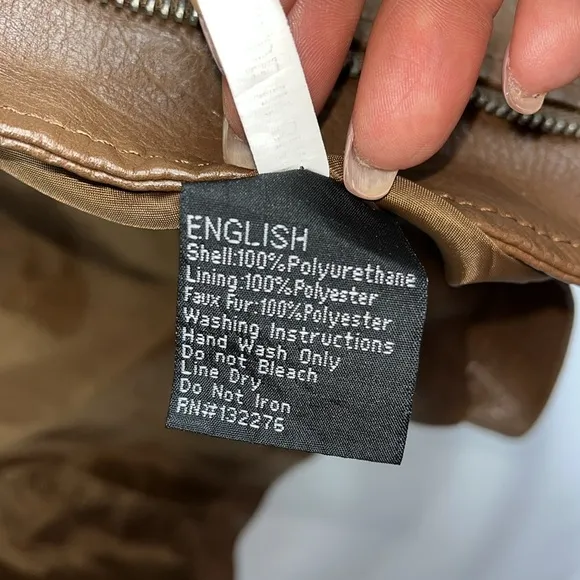 ENGLISH
Shell:100%Polyurethane
Lining:100%Polyester
Faux Fur:100%Polyester
Washing Instructions
Hand Wash Only
Do not Bleach
Line Dry
Do Not Iron
RN#132276